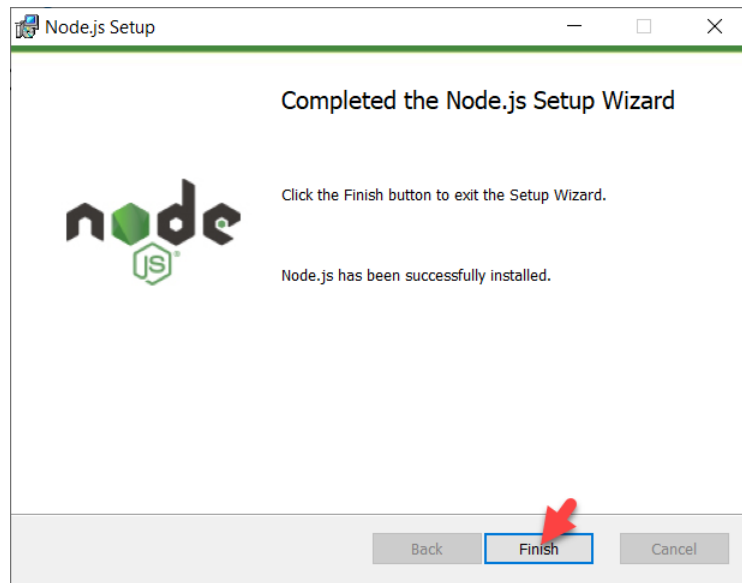 Node.js Setup
Completed the Node.js Setup Wizard
Click the Finish button to exit the Setup Wizard.
node
JS
Node.js has been successfully installed.
Back Finish Cancel